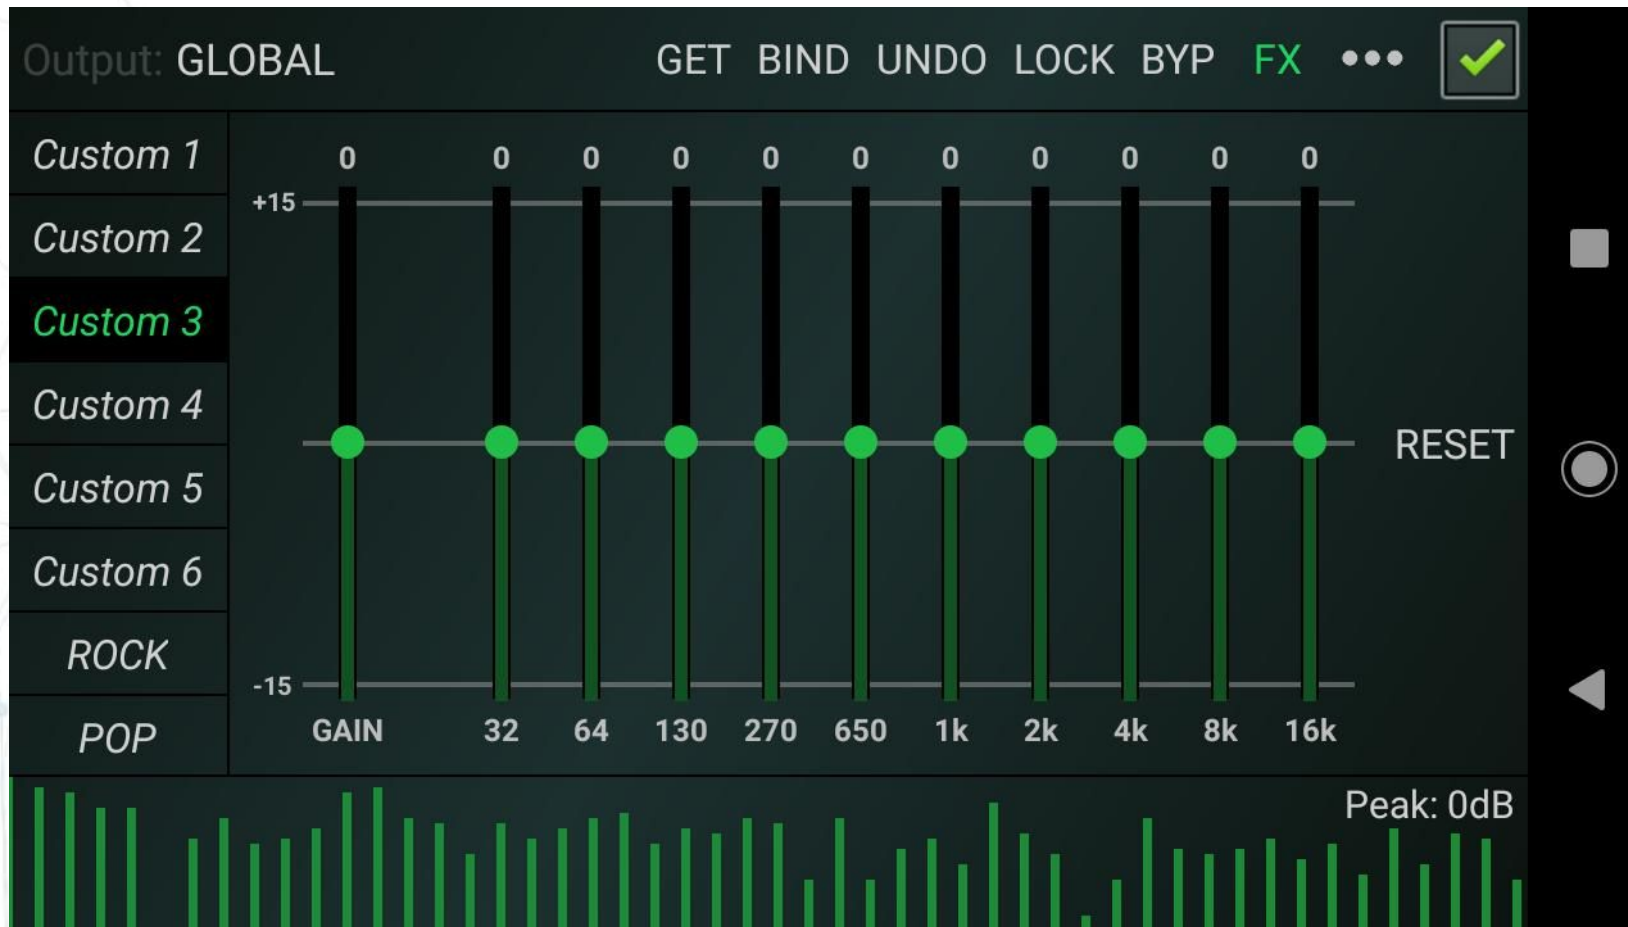 Output: GLOBAL GET BIND UNDO LOCK BYP FX •••
Custom 1
Custom 2
Custom 3
Custom 4
Custom 5
Custom 6
ROCK
POP
0 0 0 0 0 0 0 0 0 0 0
+15
RESET
-15
GAIN 32 64 130 270 650 1k 2k 4k 8k 16k
Peak: 0dB